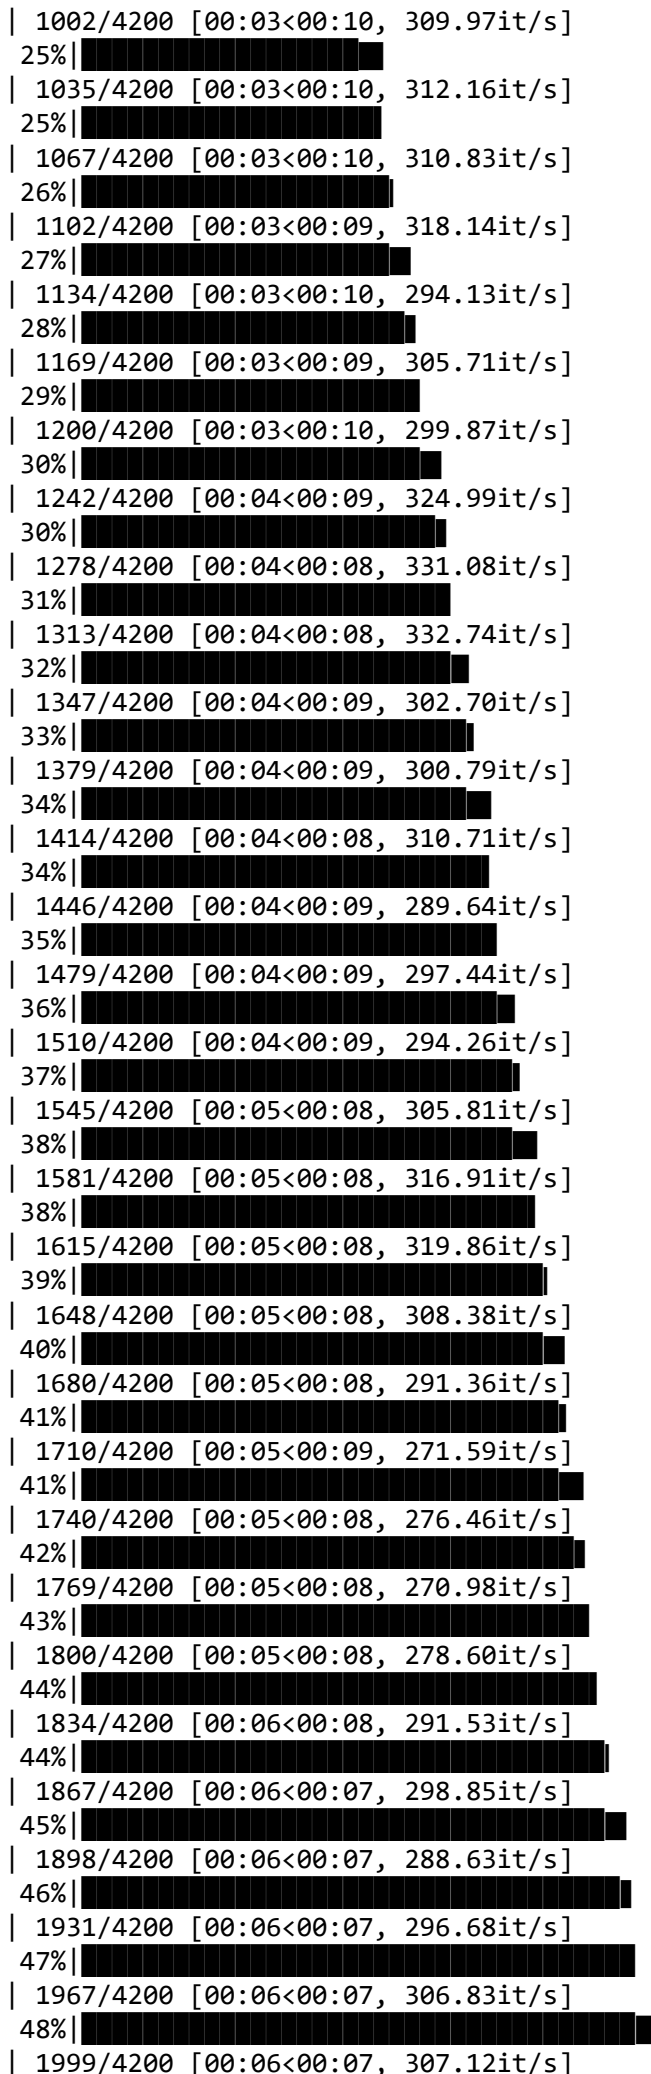 | 1002/4200 [00:03<00:10, 309.97it/s]
25%|
| 1035/4200 [00:03<00:10, 312.16it/s]
25%|
| 1067/4200 [00:03<00:10, 310.83it/s]
26%|
| 1102/4200 [00:03<00:09, 318.14it/s]
27%|
| 1134/4200 [00:03<00:10, 294.13it/s]
28%|
| 1169/4200 [00:03<00:09, 305.71it/s]
29%|
| 1200/4200 [00:03<00:10, 299.87it/s]
30%|
| 1242/4200 [00:04<00:09, 324.99it/s]
30%|
| 1278/4200 [00:04<00:08, 331.08it/s]
31%|
| 1313/4200 [00:04<00:08, 332.74it/s]
32%|
| 1347/4200 [00:04<00:09, 302.70it/s]
33%|
| 1379/4200 [00:04<00:09, 300.79it/s]
34%|
| 1414/4200 [00:04<00:08, 310.71it/s]
34%|
| 1446/4200 [00:04<00:09, 289.64it/s]
35%|
| 1479/4200 [00:04<00:09, 297.44it/s]
36%|
| 1510/4200 [00:04<00:09, 294.26it/s]
37%|
| 1545/4200 [00:05<00:08, 305.81it/s]
38%|
| 1581/4200 [00:05<00:08, 316.91it/s]
38%|
| 1615/4200 [00:05<00:08, 319.86it/s]
39%|
| 1648/4200 [00:05<00:08, 308.38it/s]
40%|
| 1680/4200 [00:05<00:08, 291.36it/s]
41%|
| 1710/4200 [00:05<00:09, 271.59it/s]
41%|
| 1740/4200 [00:05<00:08, 276.46it/s]
42%|
| 1769/4200 [00:05<00:08, 270.98it/s]
43%|
| 1800/4200 [00:05<00:08, 278.60it/s]
44%|
| 1834/4200 [00:06<00:08, 291.53it/s]
44%|
| 1867/4200 [00:06<00:07, 298.85it/s]
45%|
| 1898/4200 [00:06<00:07, 288.63it/s]
46%|
| 1931/4200 [00:06<00:07, 296.68it/s]
47%|
| 1967/4200 [00:06<00:07, 306.83it/s]
48%|
| 1999/4200 [00:06<00:07, 307.12it/s]